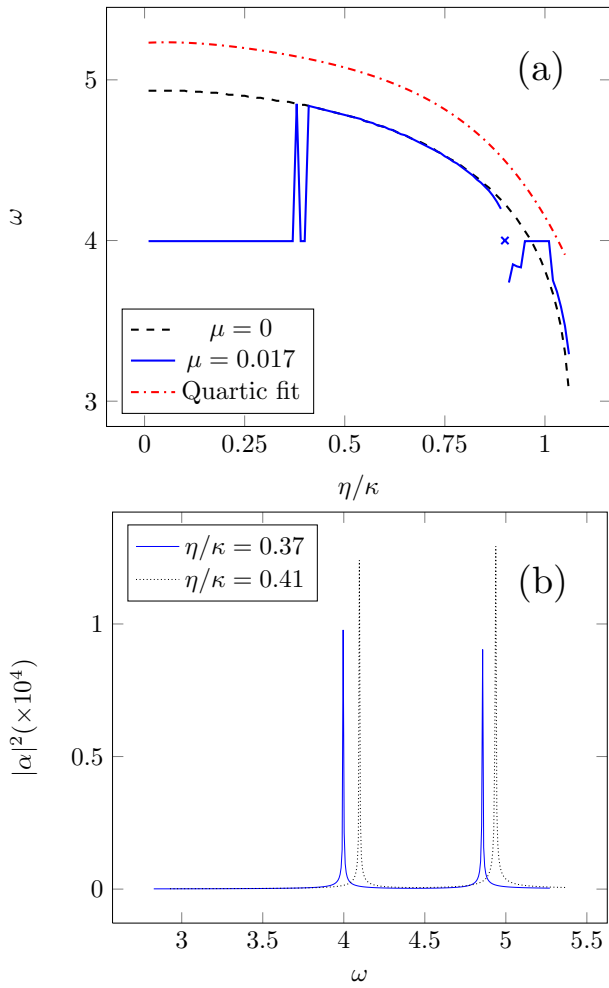 (a)
5
4
3
ω
μ = 0
μ = 0.017
Quartic fit
0 0.25 0.5 0.75 1
η/κ
(b)
η/κ = 0.37
η/κ = 0.41
1
0.5
0
|α|²(×10⁴)
3 3.5 4 4.5 5 5.5
ω